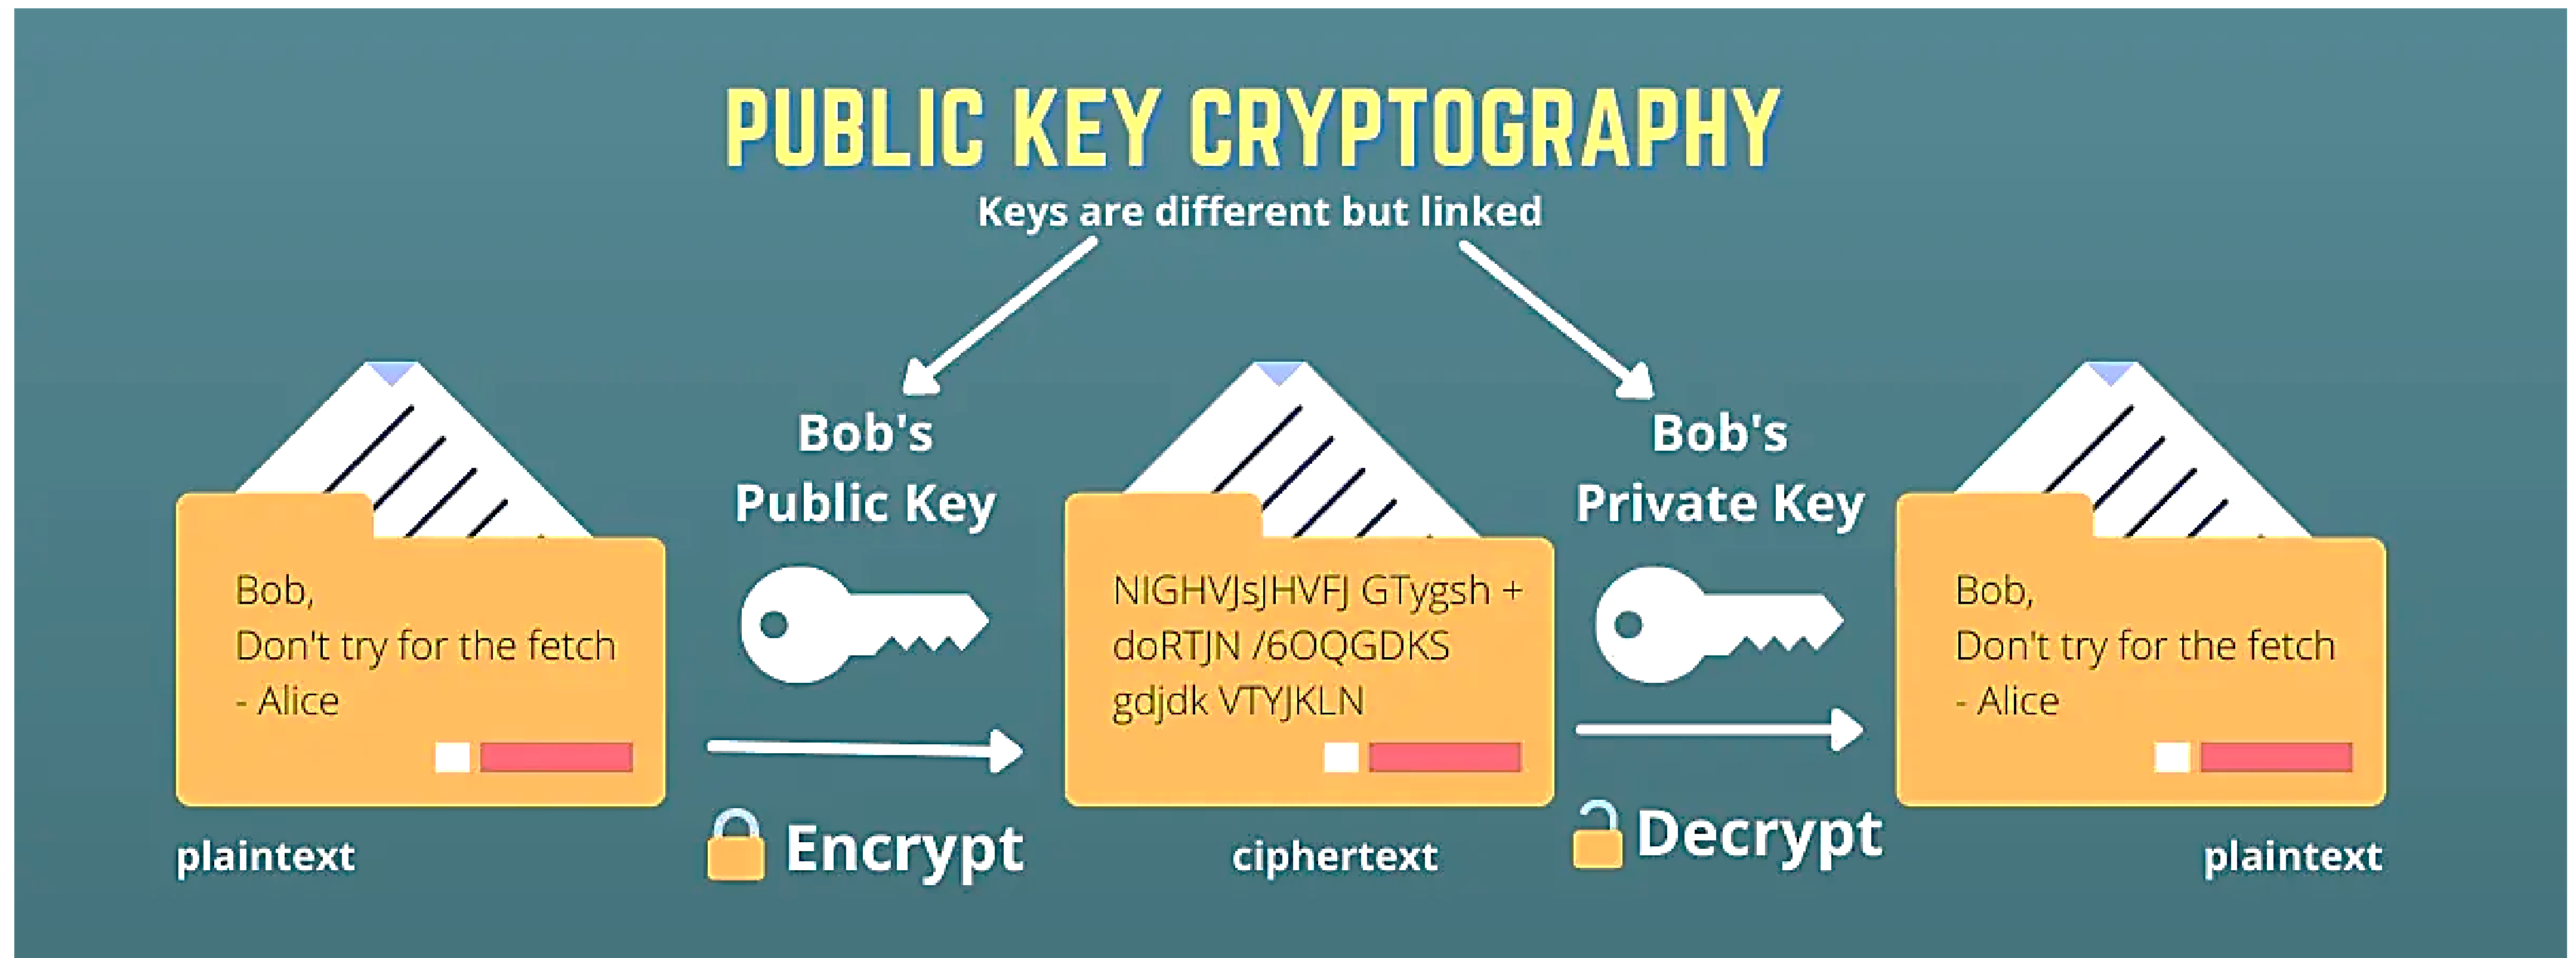 PUBLIC KEY CRYPTOGRAPHY
Keys are different but linked
Bob,
Don't try for the fetch
- Alice
plaintext
Bob's
Public Key
Encrypt
NIGHVJsJHVFJ GTygsh +
doRTJN /6OQGDKS
gdjdk VTYJKLN
ciphertext
Bob's
Private Key
Decrypt
Bob,
Don't try for the fetch
- Alice
plaintext